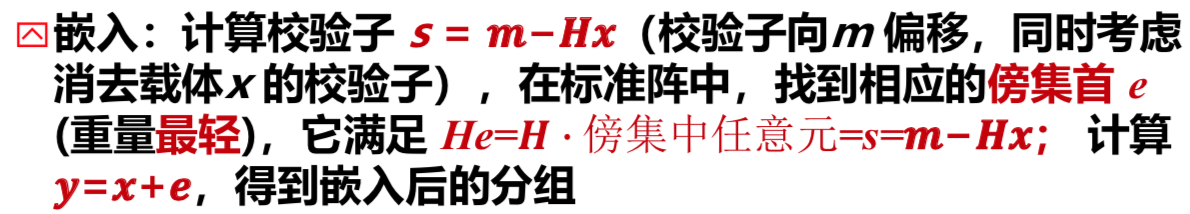 嵌入：计算校验子 s = m−Hx（校验子向m 偏移，同时考虑
消去载体x 的校验子），在标准阵中，找到相应的傍集首 e
(重量最轻)，它满足 He=H · 傍集中任意元=s=m−Hx； 计算
y=x+e，得到嵌入后的分组